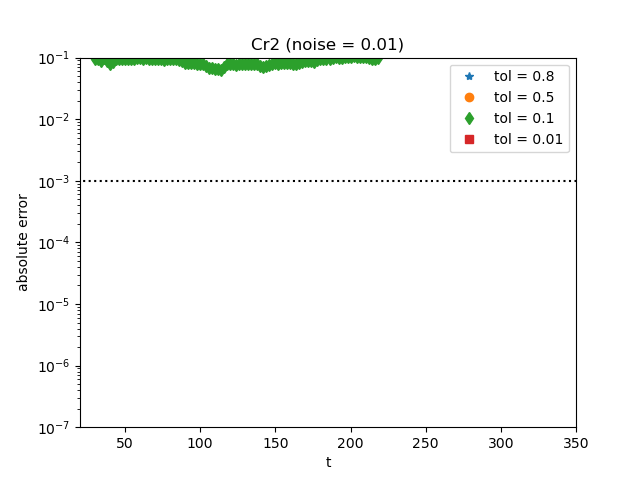 Cr2 (noise = 0.01)
10^-1
10^-2
10^-3
10^-4
10^-5
10^-6
10^-7
absolute error
tol = 0.8
tol = 0.5
tol = 0.1
tol = 0.01
50 100 150 200 250 300 350
t